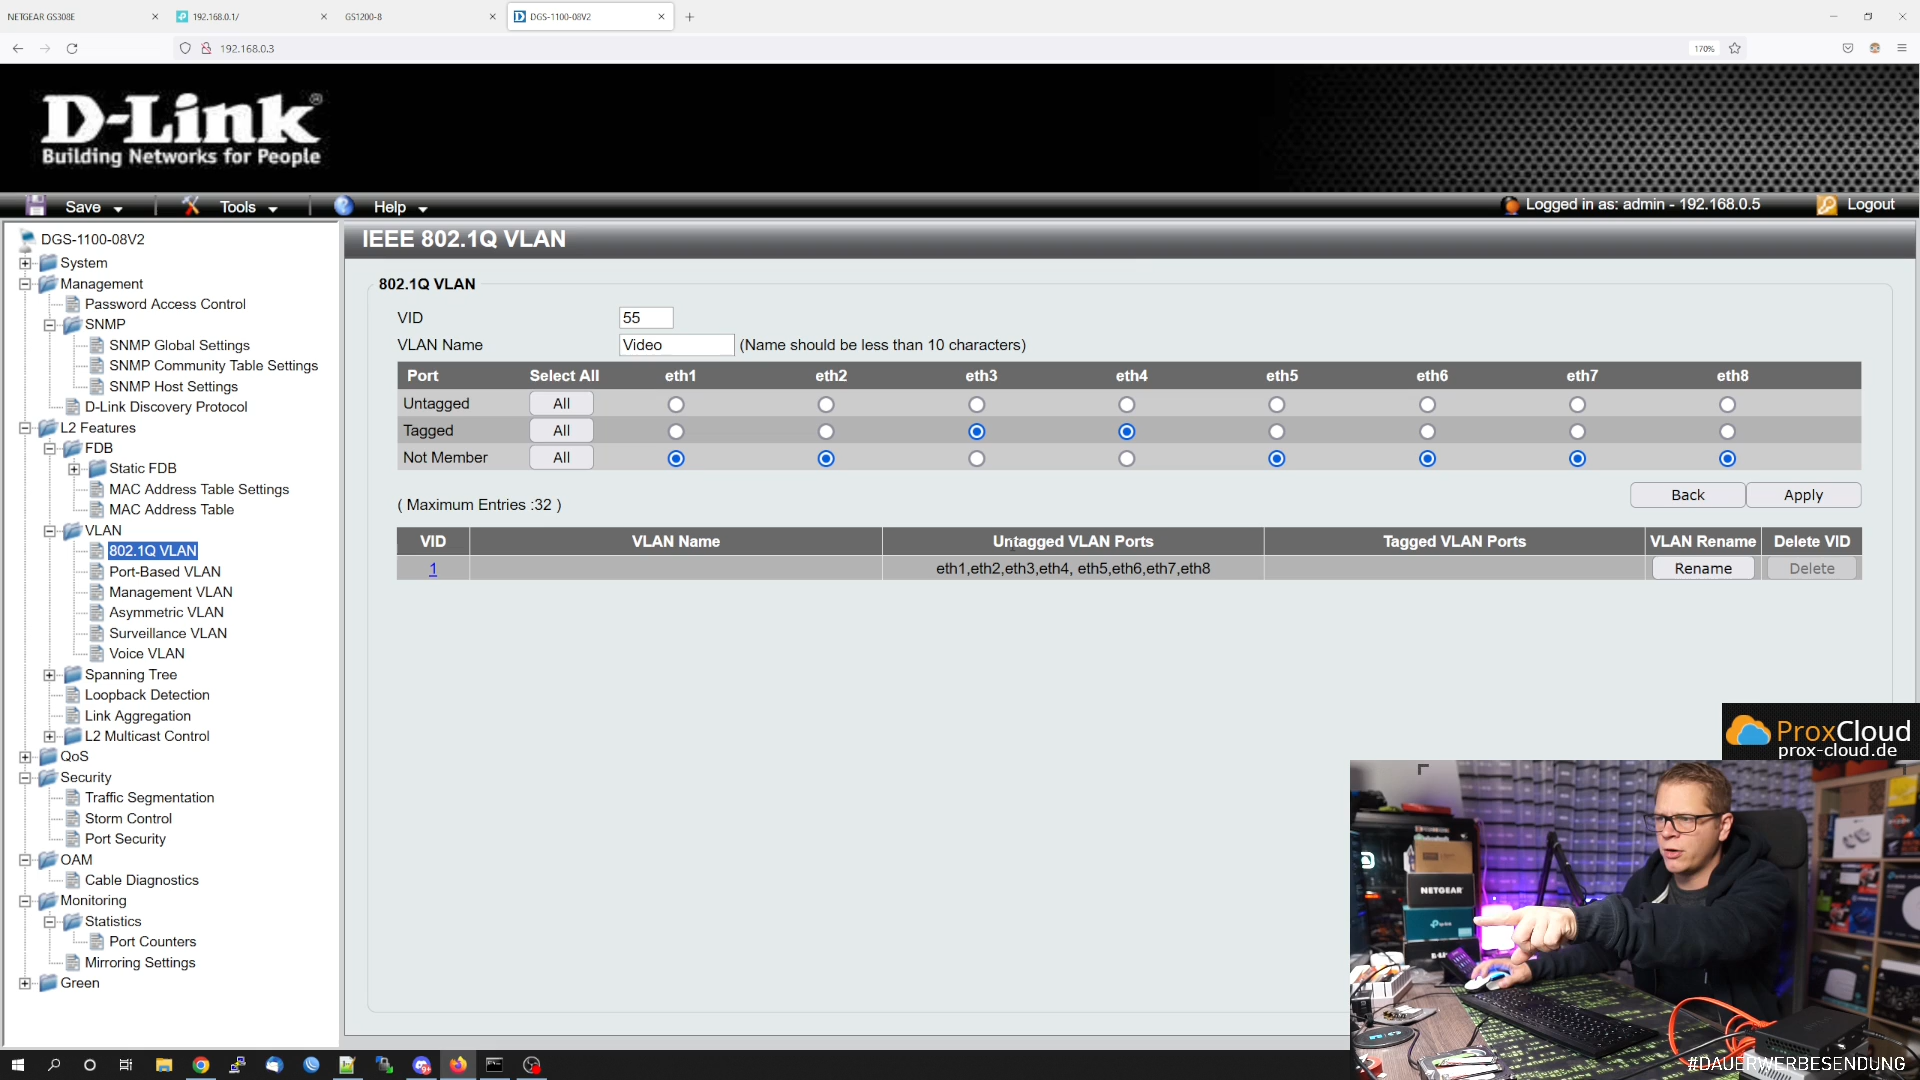 NETGEAR GS308E
192.168.0.1/
GS1200-8
DGS-1100-08V2
192.168.0.3
170%
D-Link
Building Networks for People
Save
Tools
Help
Logged in as: admin - 192.168.0.5
Logout
DGS-1100-08V2
System
Management
Password Access Control
SNMP
SNMP Global Settings
SNMP Community Table Settings
SNMP Host Settings
D-Link Discovery Protocol
L2 Features
FDB
Static FDB
MAC Address Table Settings
MAC Address Table
VLAN
802.1Q VLAN
Port-Based VLAN
Management VLAN
Asymmetric VLAN
Surveillance VLAN
Voice VLAN
Spanning Tree
Loopback Detection
Link Aggregation
L2 Multicast Control
QoS
Security
Traffic Segmentation
Storm Control
Port Security
OAM
Cable Diagnostics
Monitoring
Statistics
Port Counters
Mirroring Settings
Green
IEEE 802.1Q VLAN
802.1Q VLAN
VID 55
VLAN Name Video (Name should be less than 10 characters)
Port Select All eth1 eth2 eth3 eth4 eth5 eth6 eth7 eth8
Untagged All
Tagged All
Not Member All
( Maximum Entries :32 )
Back Apply
VID VLAN Name Untagged VLAN Ports Tagged VLAN Ports VLAN Rename Delete VID
1 eth1,eth2,eth3,eth4, eth5,eth6,eth7,eth8 Rename Delete
ProxCloud
prox-cloud.de
NETGEAR
#DAUERWERBESENDUNG